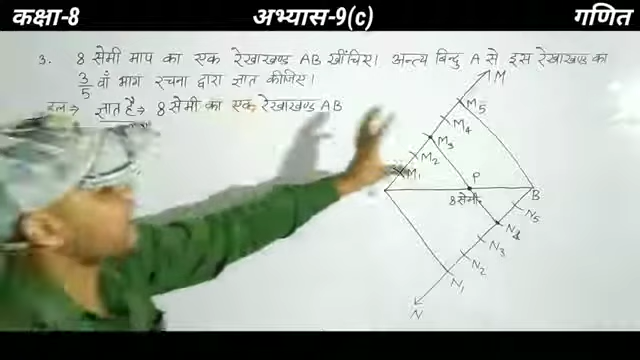 कक्षा-8
अभ्यास-9(c)
गणित
3. 8 सेमी माप का एक रेखाखण्ड AB खींचिए। अन्त्य बिन्दु A से इस रेखाखण्ड का
3/5 वाँ भाग रचना द्वारा ज्ञात कीजिए।
हल⇒ ज्ञात है→ 8 सेमी का एक रेखाखण्ड AB
M
M5
M4
M3
M2
M1
P
8 सेमी.
B
N5
N4
N3
N2
N1
N